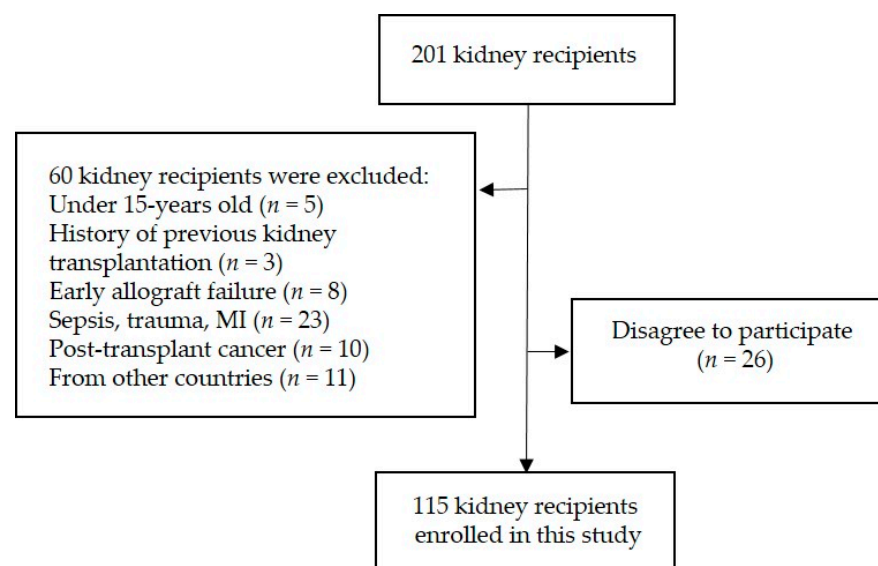 201 kidney recipients
60 kidney recipients were excluded:
Under 15-years old (n = 5)
History of previous kidney
transplantation (n = 3)
Early allograft failure (n = 8)
Sepsis, trauma, MI (n = 23)
Post-transplant cancer (n = 10)
From other countries (n = 11)
Disagree to participate
(n = 26)
115 kidney recipients
enrolled in this study